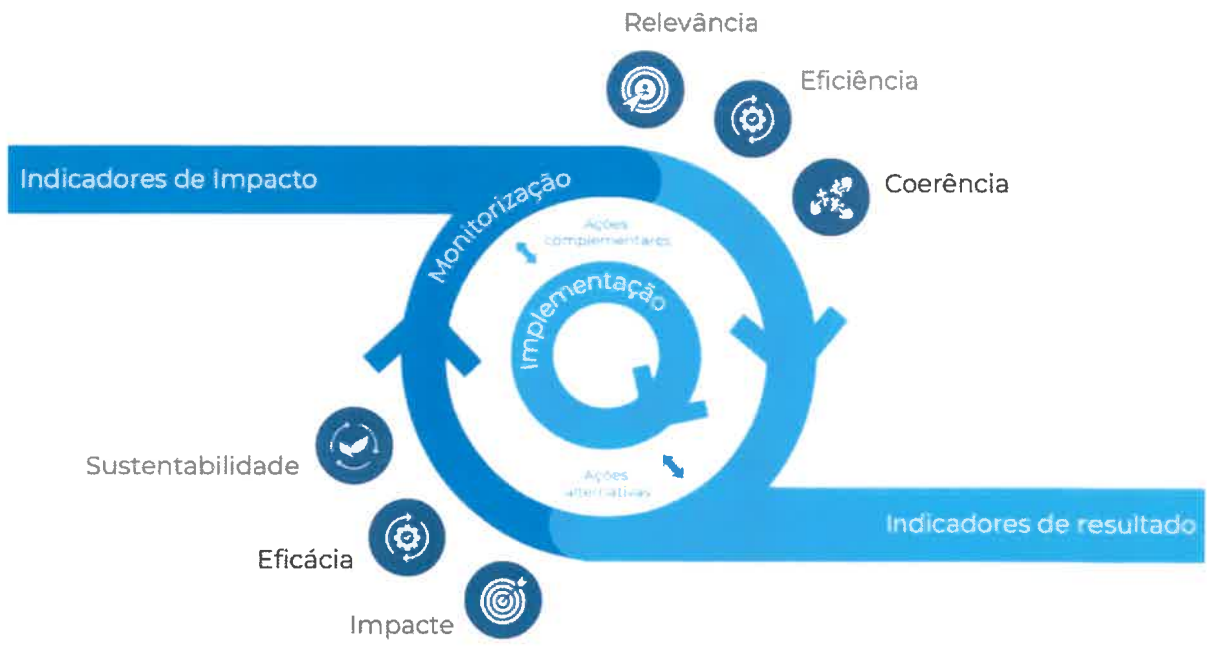 Relevância
Eficiência
Coerência
Indicadores de Impacto
Monitorização
Ações
complementares
Implementação
Ações
alternativas
Sustentabilidade
Eficácia
Impacte
Indicadores de resultado